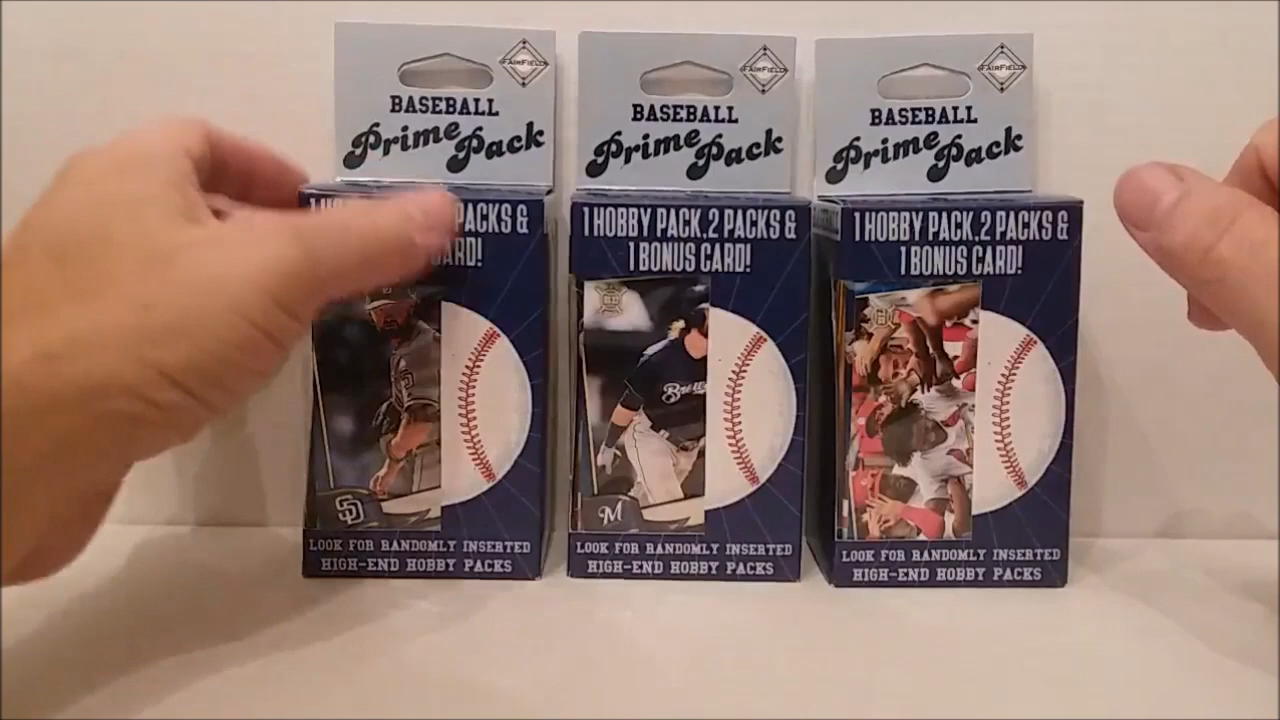 FAIRFIELD
BASEBALL
Prime Pack
PACKS &
CARD!
SD
LOOK FOR RANDOMLY INSERTED
HIGH-END HOBBY PACKS
FAIRFIELD
BASEBALL
Prime Pack
1 HOBBY PACK, 2 PACKS &
1 BONUS CARD!
M
LOOK FOR RANDOMLY INSERTED
HIGH-END HOBBY PACKS
FAIRFIELD
BASEBALL
Prime Pack
1 HOBBY PACK, 2 PACKS &
1 BONUS CARD!
LOOK FOR RANDOMLY INSERTED
HIGH-END HOBBY PACKS